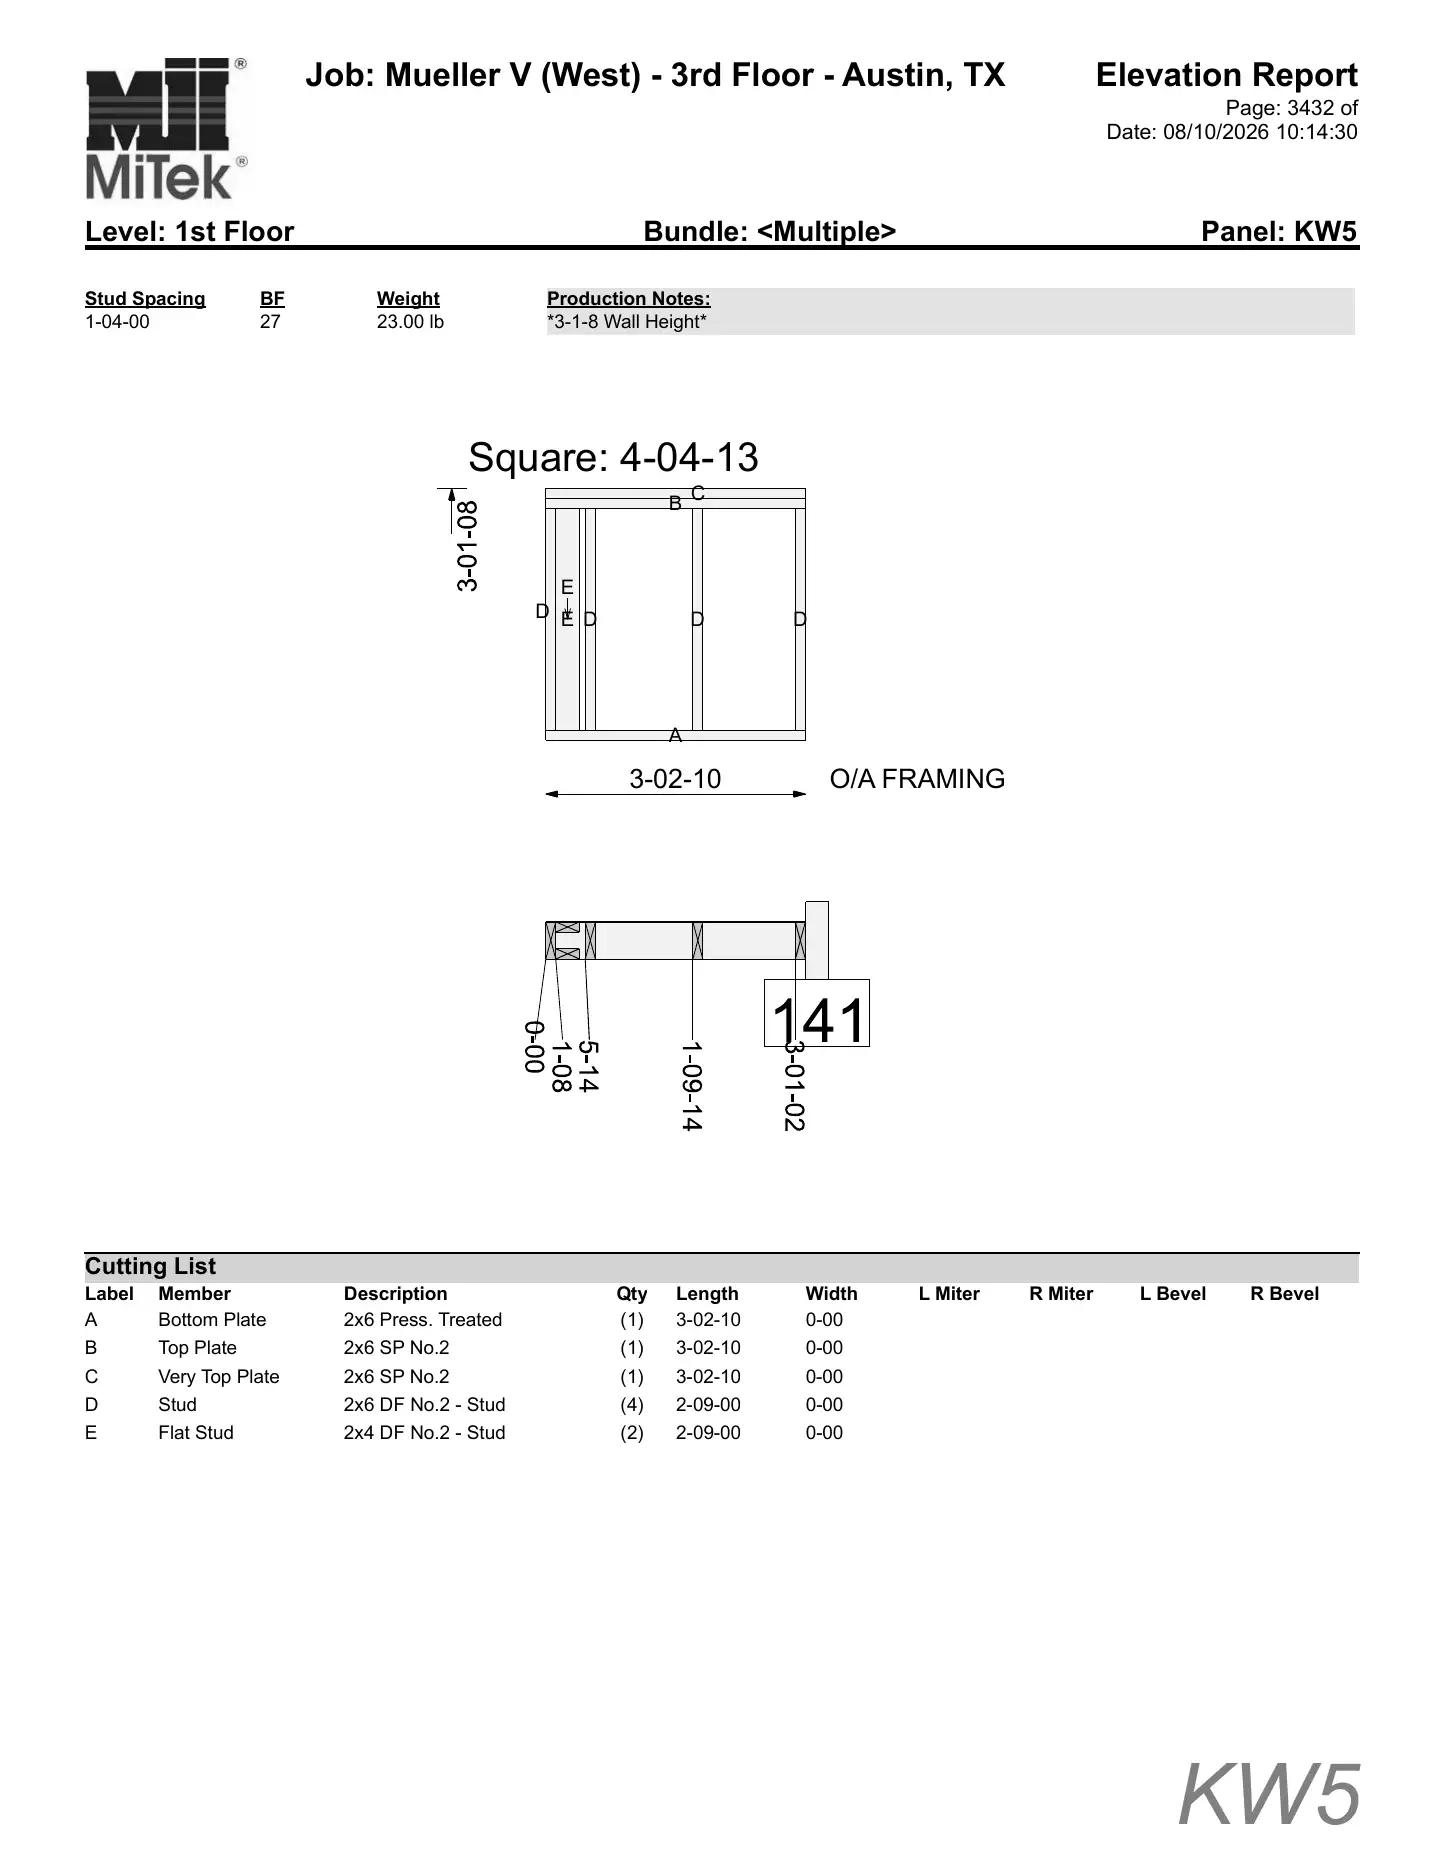 MiTek®
Job: Mueller V (West) - 3rd Floor - Austin, TX
Elevation Report
Page: 3432 of
Date: 08/10/2026 10:14:30
Level: 1st Floor Bundle: <Multiple> Panel: KW5
Stud Spacing BF Weight Production Notes:
1-04-00 27 23.00 lb *3-1-8 Wall Height*
Square: 4-04-13
3-01-08
C
B
E
D E D D D
A
3-02-10 O/A FRAMING
141
0-00 1-08 5-14 1-09-14 3-01-02
Cutting List
Label Member Description Qty Length Width L Miter R Miter L Bevel R Bevel
A Bottom Plate 2x6 Press. Treated (1) 3-02-10 0-00
B Top Plate 2x6 SP No.2 (1) 3-02-10 0-00
C Very Top Plate 2x6 SP No.2 (1) 3-02-10 0-00
D Stud 2x6 DF No.2 - Stud (4) 2-09-00 0-00
E Flat Stud 2x4 DF No.2 - Stud (2) 2-09-00 0-00
KW5